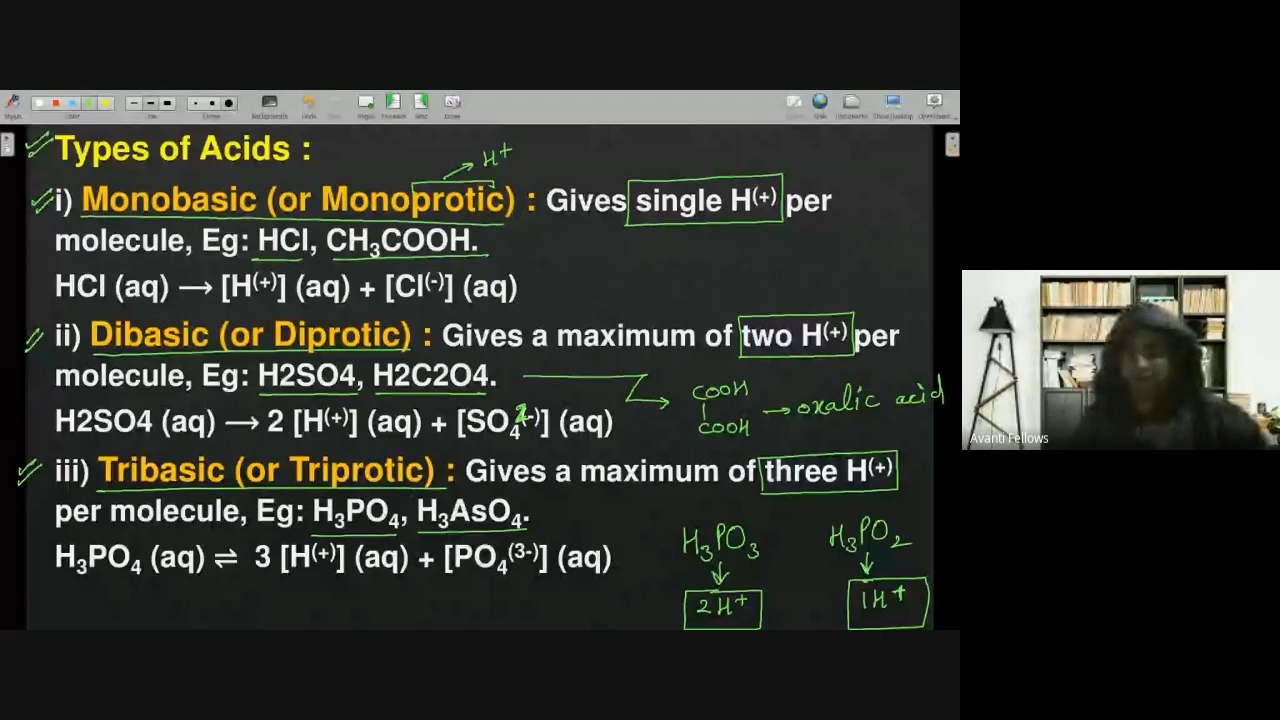 Types of Acids :
→ H+
i) Monobasic (or Monoprotic) : Gives single H(+) per
molecule, Eg: HCl, CH3COOH.
HCl (aq) → [H(+)] (aq) + [Cl(-)] (aq)
ii) Dibasic (or Diprotic) : Gives a maximum of two H(+) per
molecule, Eg: H2SO4, H2C2O4.
COOH
COOH → oxalic acid
H2SO4 (aq) → 2 [H(+)] (aq) + [SO4 2-)] (aq)
iii) Tribasic (or Triprotic) : Gives a maximum of three H(+)
per molecule, Eg: H3PO4, H3AsO4.
H3PO4 (aq) ⇌ 3 [H(+)] (aq) + [PO4(3-)] (aq)
H3PO3 H3PO2
2H+ 1H+
Avanti Fellows